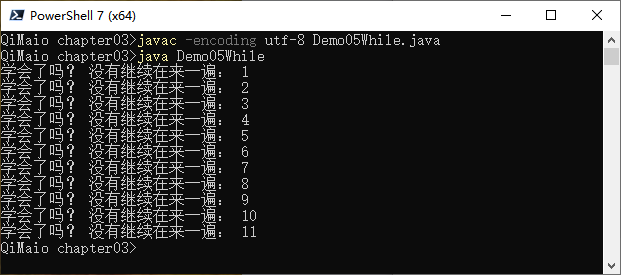 PowerShell 7 (x64)
QiMaio chapter03>javac -encoding utf-8 Demo05While.java
QiMaio chapter03>java Demo05While
学会了吗？ 没有继续在来一遍： 1
学会了吗？ 没有继续在来一遍： 2
学会了吗？ 没有继续在来一遍： 3
学会了吗？ 没有继续在来一遍： 4
学会了吗？ 没有继续在来一遍： 5
学会了吗？ 没有继续在来一遍： 6
学会了吗？ 没有继续在来一遍： 7
学会了吗？ 没有继续在来一遍： 8
学会了吗？ 没有继续在来一遍： 9
学会了吗？ 没有继续在来一遍： 10
学会了吗？ 没有继续在来一遍： 11
QiMaio chapter03>